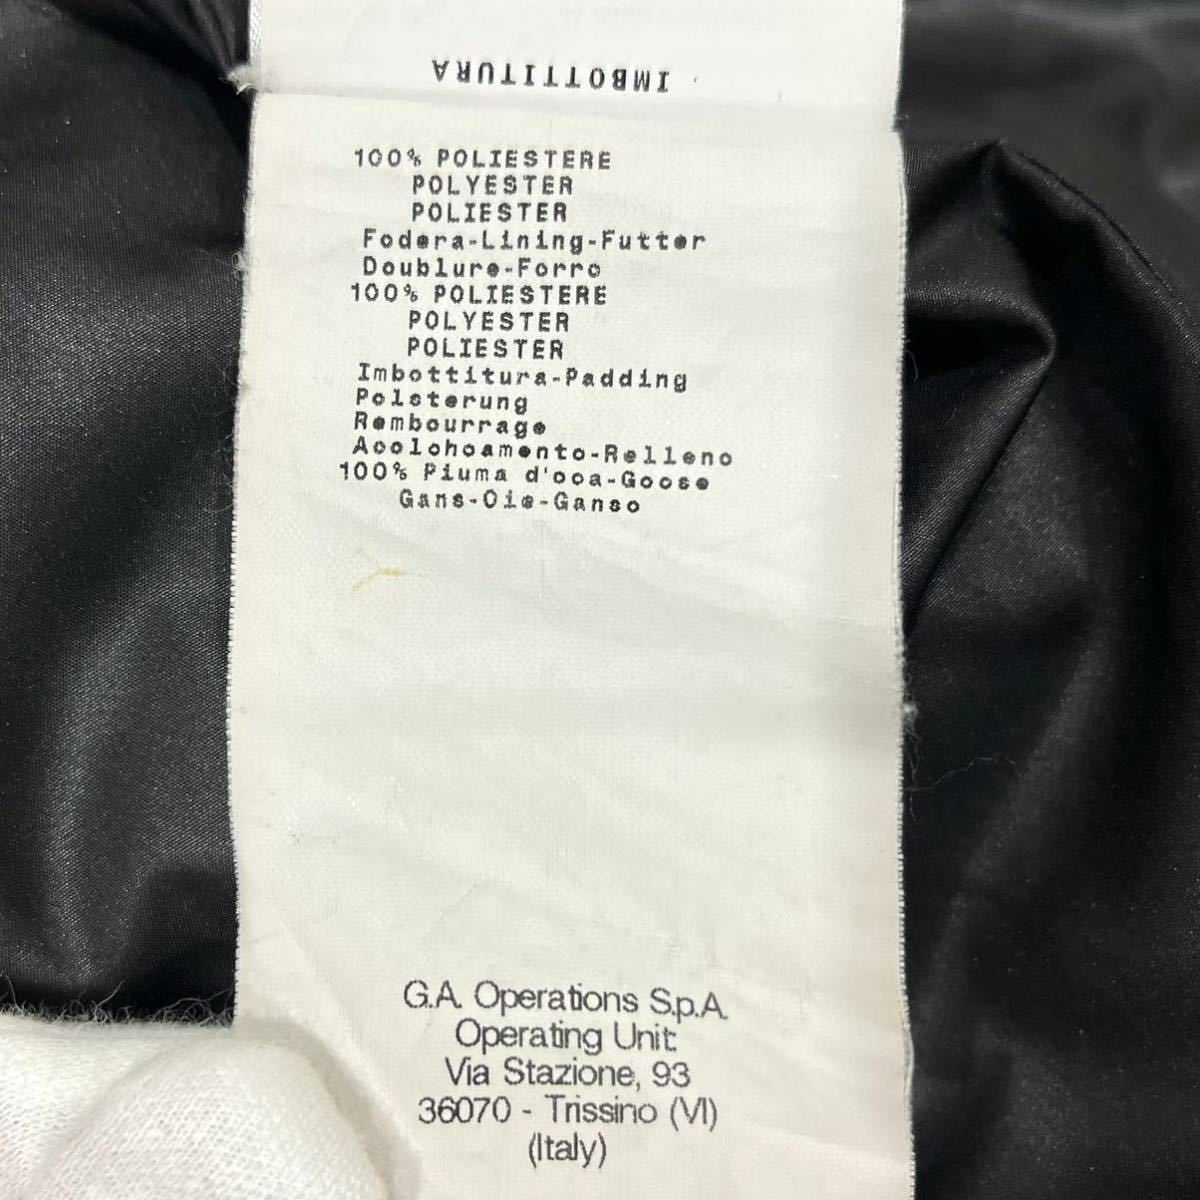 IMBOTTITURA
100% POLIESTERE
POLYESTER
POLIESTER
Fodera-Lining-Futter
Doublure-Forro
100% POLIESTERE
POLYESTER
POLIESTER
Imbottitura-Padding
Polsterung
Rembourrage
Acolchoamento-Relleno
100% Piuma d'oca-Goose
Gans-Oie-Ganso
G.A. Operations S.p.A.
Operating Unit:
Via Stazione, 93
36070 - Trissino (VI)
(Italy)